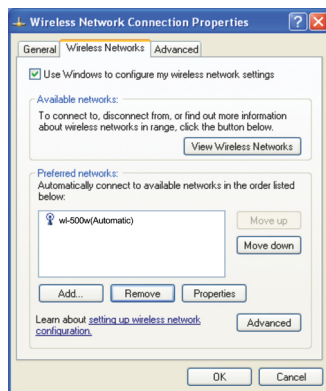 Wireless Network Connection Properties
General Wireless Networks Advanced
Use Windows to configure my wireless network settings
Available networks:
To connect to, disconnect from, or find out more information
about wireless networks in range, click the button below.
View Wireless Networks
Preferred networks:
Automatically connect to available networks in the order listed
below:
wl-500w(Automatic)
Move up
Move down
Add... Remove Properties
Learn about setting up wireless network
configuration.
Advanced
OK Cancel